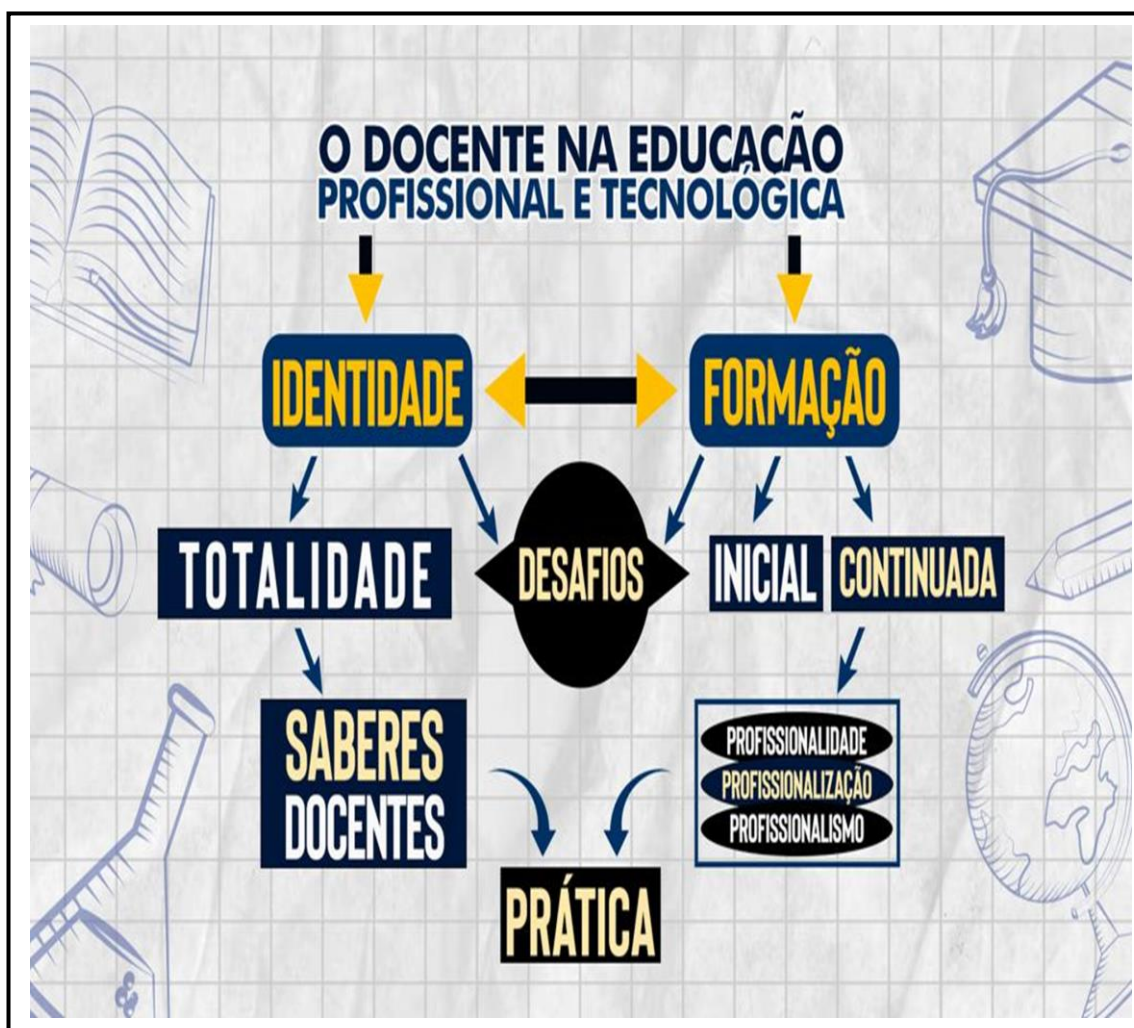 O DOCENTE NA EDUCAÇÃO
PROFISSIONAL E TECNOLÓGICA
IDENTIDADE
FORMAÇÃO
TOTALIDADE
DESAFIOS
INICIAL
CONTINUADA
SABERES
DOCENTES
PROFISSIONALIDADE
PROFISSIONALIZAÇÃO
PROFISSIONALISMO
PRÁTICA